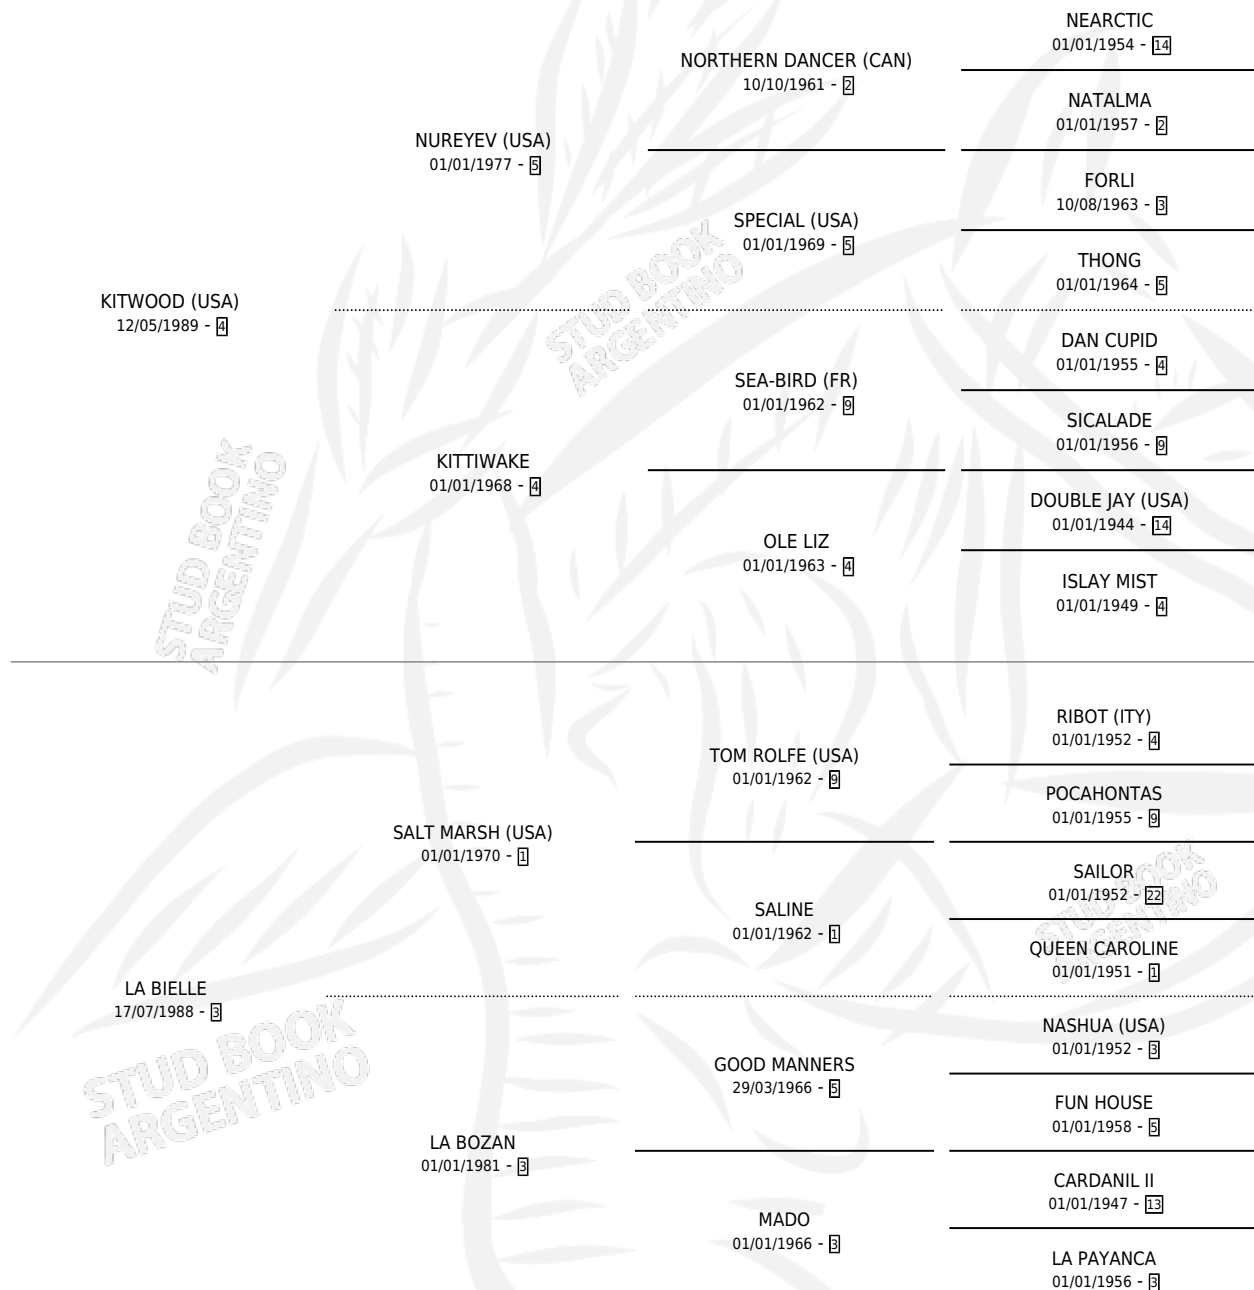 NEARCTIC
01/01/1954 - 14
NORTHERN DANCER (CAN)
10/10/1961 - 2
NATALMA
01/01/1957 - 2
NUREYEV (USA)
01/01/1977 - 5
FORLI
10/08/1963 - 3
SPECIAL (USA)
01/01/1969 - 5
THONG
01/01/1964 - 5
KITWOOD (USA)
12/05/1989 - 4
DAN CUPID
01/01/1955 - 4
SEA-BIRD (FR)
01/01/1962 - 9
SICALADE
01/01/1956 - 9
KITTIWAKE
01/01/1968 - 4
DOUBLE JAY (USA)
01/01/1944 - 14
OLE LIZ
01/01/1963 - 4
ISLAY MIST
01/01/1949 - 4
RIBOT (ITY)
01/01/1952 - 4
TOM ROLFE (USA)
01/01/1962 - 9
POCAHONTAS
01/01/1955 - 9
SALT MARSH (USA)
01/01/1970 - 1
SAILOR
01/01/1952 - 22
SALINE
01/01/1962 - 1
QUEEN CAROLINE
01/01/1951 - 1
LA BIELLE
17/07/1988 - 3
NASHUA (USA)
01/01/1952 - 3
GOOD MANNERS
29/03/1966 - 5
FUN HOUSE
01/01/1958 - 5
LA BOZAN
01/01/1981 - 3
CARDANIL II
01/01/1947 - 13
MADO
01/01/1966 - 3
LA PAYANCA
01/01/1956 - 3
STUD BOOK
ARGENTINO
STUD BOOK
ARGENTINO
STUD BOOK
ARGENTINO
STUD BOOK
ARGENTINO